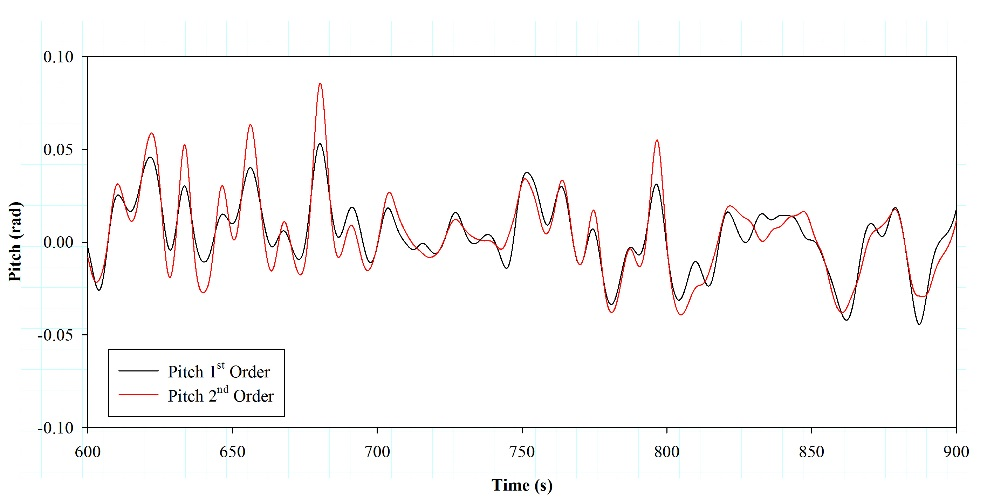 0.10
0.05
0.00
-0.05
-0.10
Pitch (rad)
Pitch 1st Order
Pitch 2nd Order
600 650 700 750 800 850 900
Time (s)